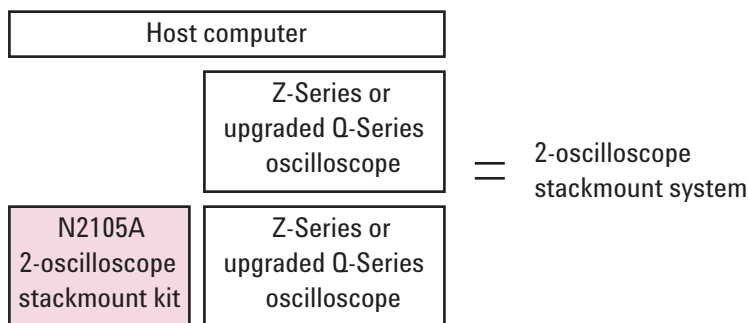 Host computer
Z-Series or
upgraded Q-Series
oscilloscope
=
2-oscilloscope
stackmount system
N2105A
2-oscilloscope
stackmount kit
Z-Series or
upgraded Q-Series
oscilloscope